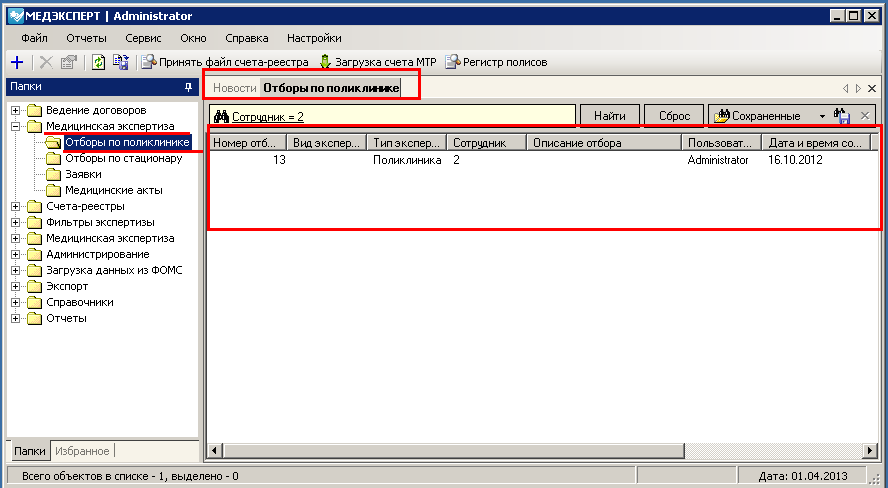 МЕДЭКСПЕРТ | Administrator
Файл Отчеты Сервис Окно Справка Настройки
Принять файл счета-реестра Загрузка счета МТР Регистр полисов
Папки
Новости Отборы по поликлинике
Сотрудник = 2 Найти Сброс Сохраненные
Номер отб... Вид экспер... Тип экспер... Сотрудник Описание отбора Пользоват... Дата и время со...
13 Поликлиника 2 Administrator 16.10.2012
Ведение договоров
Медицинская экспертиза
Отборы по поликлинике
Отборы по стационару
Заявки
Медицинские акты
Счета-реестры
Фильтры экспертизы
Медицинская экспертиза
Администрирование
Загрузка данных из ФОМС
Экспорт
Справочники
Отчеты
Папки Избранное
Всего объектов в списке - 1, выделено - 0 Дата: 01.04.2013